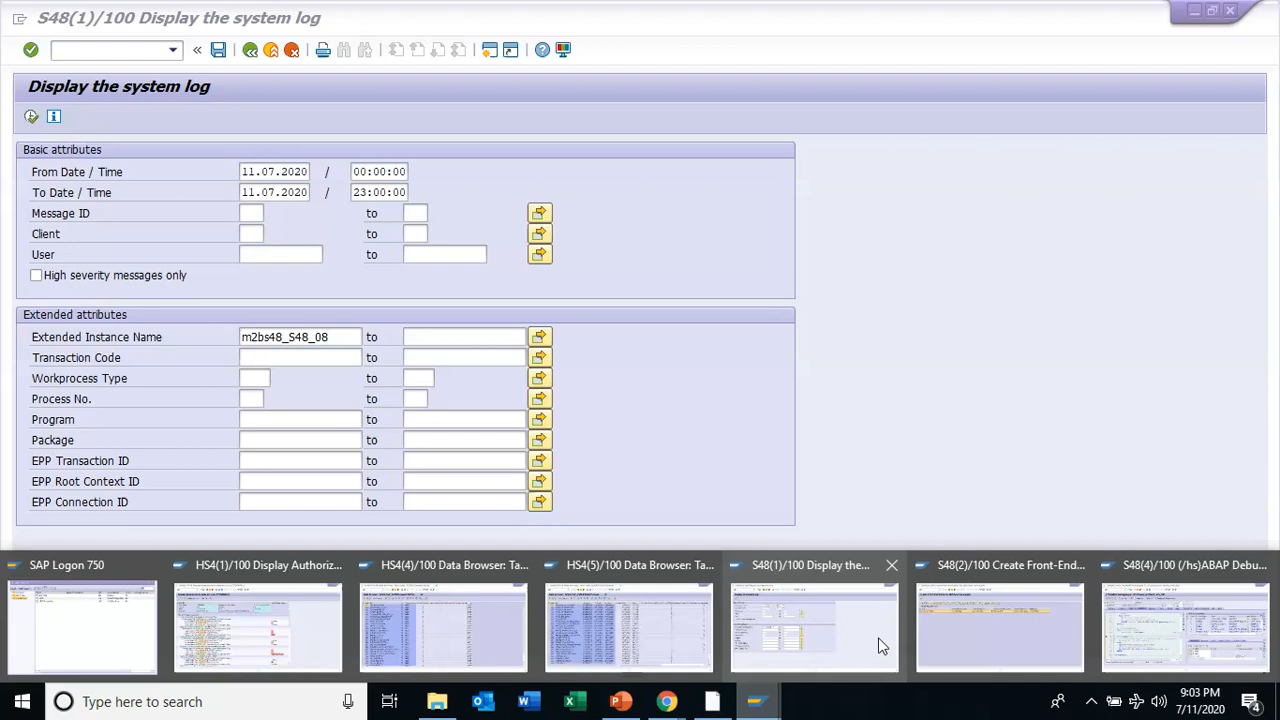 S48(1)/100 Display the system log
Display the system log
Basic attributes
From Date / Time 11.07.2020 / 00:00:00
To Date / Time 11.07.2020 / 23:00:00
Message ID to
Client to
User to
High severity messages only
Extended attributes
Extended Instance Name m2bs48_S48_08 to
Transaction Code to
Workprocess Type to
Process No. to
Program to
Package to
EPP Transaction ID to
EPP Root Context ID to
EPP Connection ID to
SAP Logon 750
HS4(1)/100 Display Authoriz...
HS4(4)/100 Data Browser: Ta...
HS4(5)/100 Data Browser: Ta...
S48(1)/100 Display the...
S48(2)/100 Create Front-End...
S48(4)/100 (/hs)ABAP Debu...
Type here to search
9:03 PM
7/11/2020
4